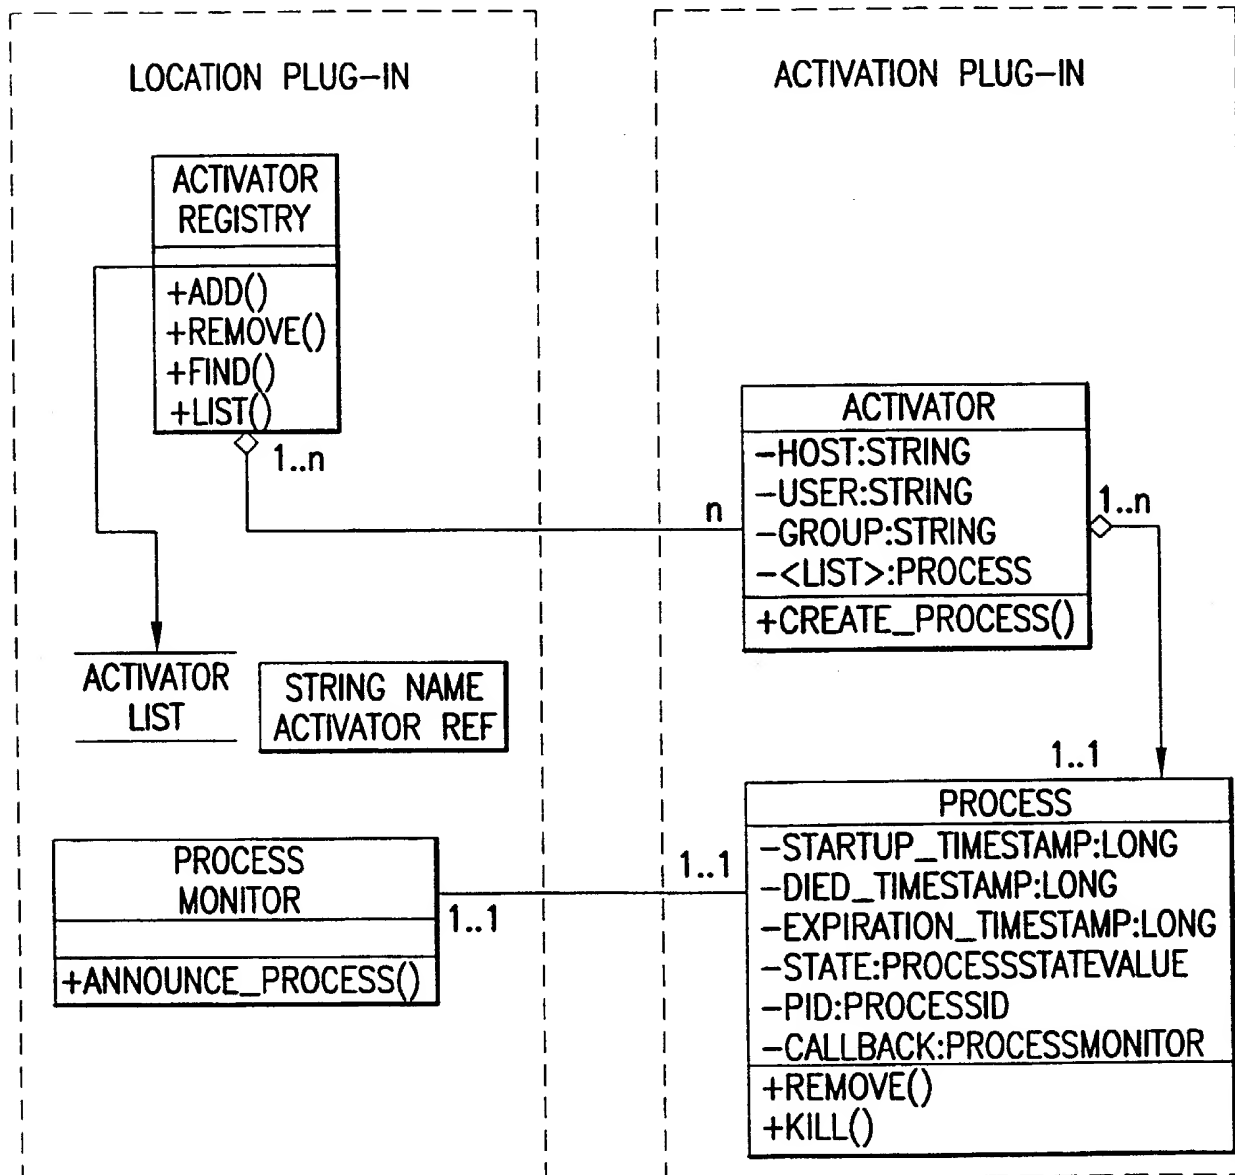 LOCATION PLUG-IN
ACTIVATOR
REGISTRY
+ADD()
+REMOVE()
+FIND()
+LIST()
1..n
ACTIVATOR
LIST
STRING NAME
ACTIVATOR REF
PROCESS
MONITOR
+ANNOUNCE_PROCESS()
1..1
ACTIVATION PLUG-IN
n
ACTIVATOR
-HOST:STRING
-USER:STRING
-GROUP:STRING
-<LIST>:PROCESS
+CREATE_PROCESS()
1..n
1..1
1..1
PROCESS
-STARTUP_TIMESTAMP:LONG
-DIED_TIMESTAMP:LONG
-EXPIRATION_TIMESTAMP:LONG
-STATE:PROCESSSTATEVALUE
-PID:PROCESSID
-CALLBACK:PROCESSMONITOR
+REMOVE()
+KILL()